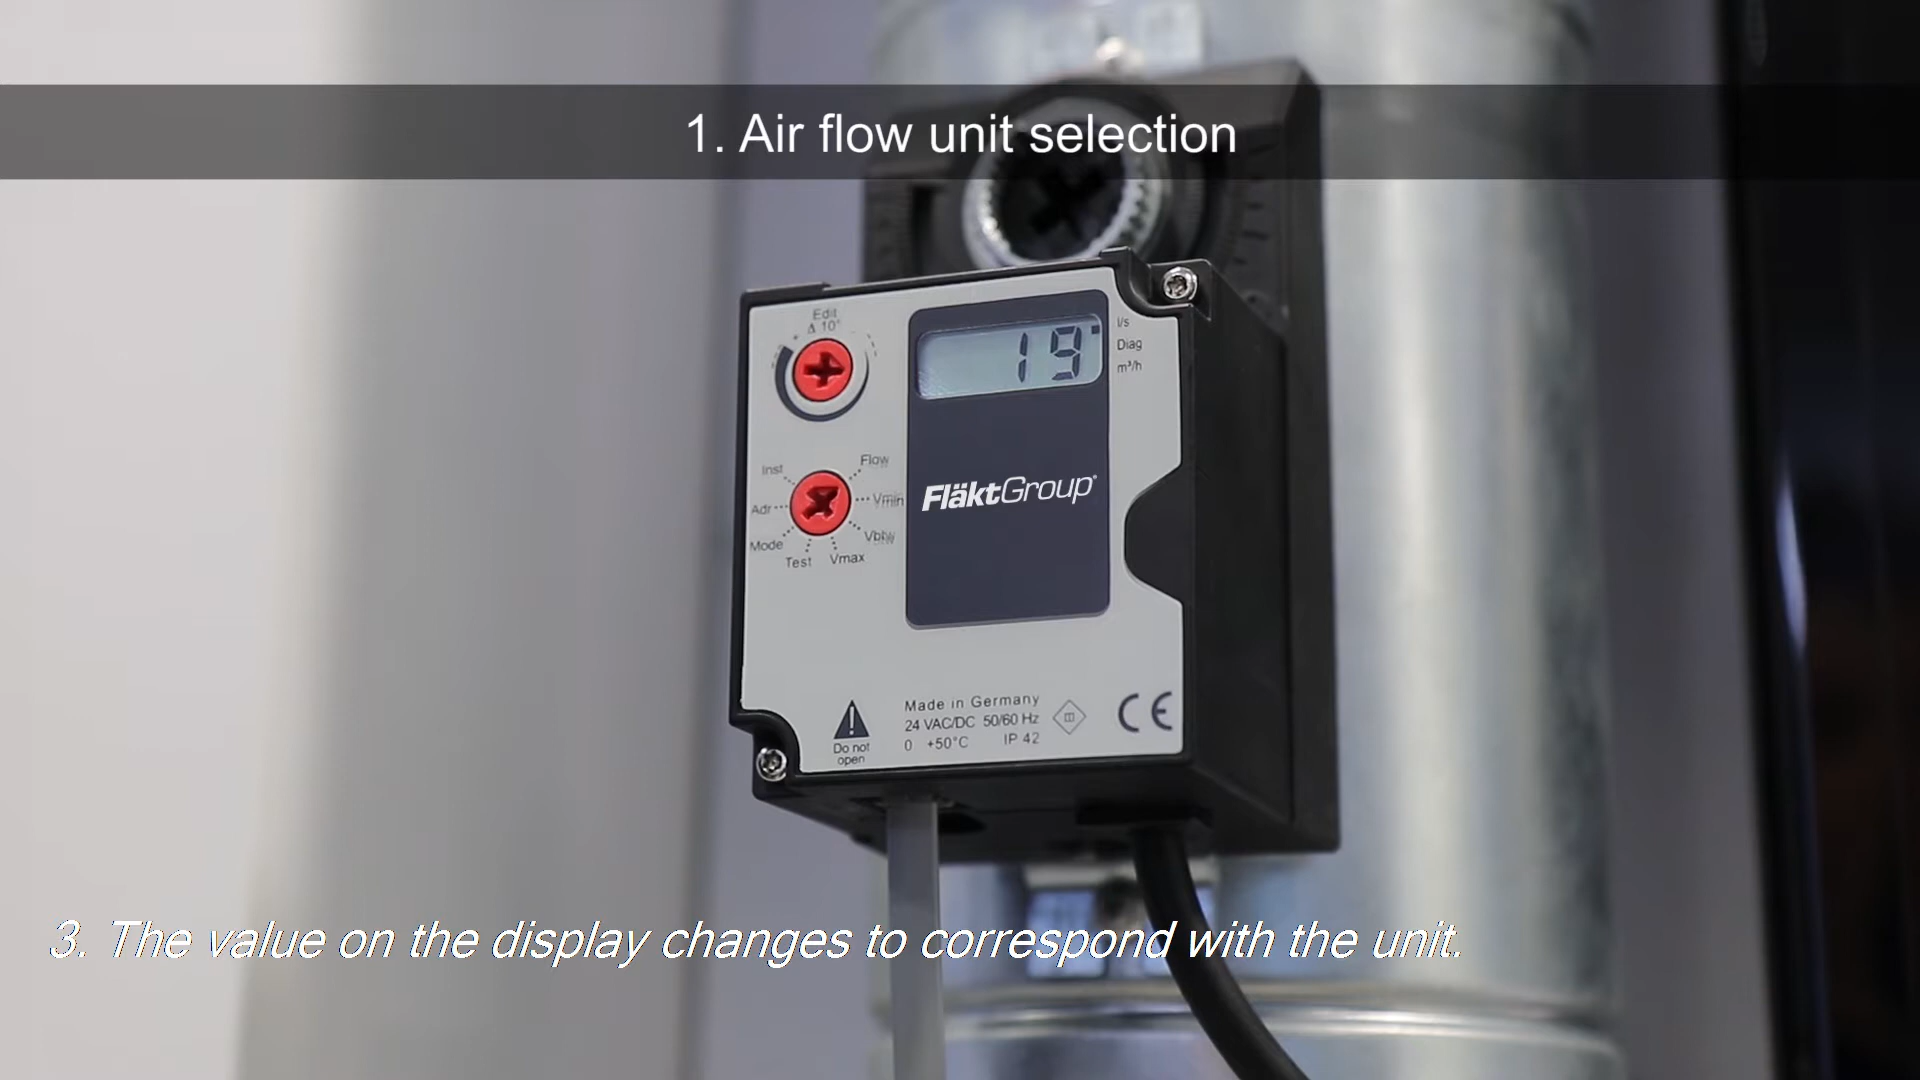 1. Air flow unit selection
Edit
Δ 10°
19
l/s
Diag
m³/h
Inst
Flow
Adr
Vmin
Mode
Test
Vmax
FläktGroup
Do not
open
Made in Germany
24 VAC/DC 50/60 Hz
0 +50°C IP 42
CE
3. The value on the display changes to correspond with the unit.